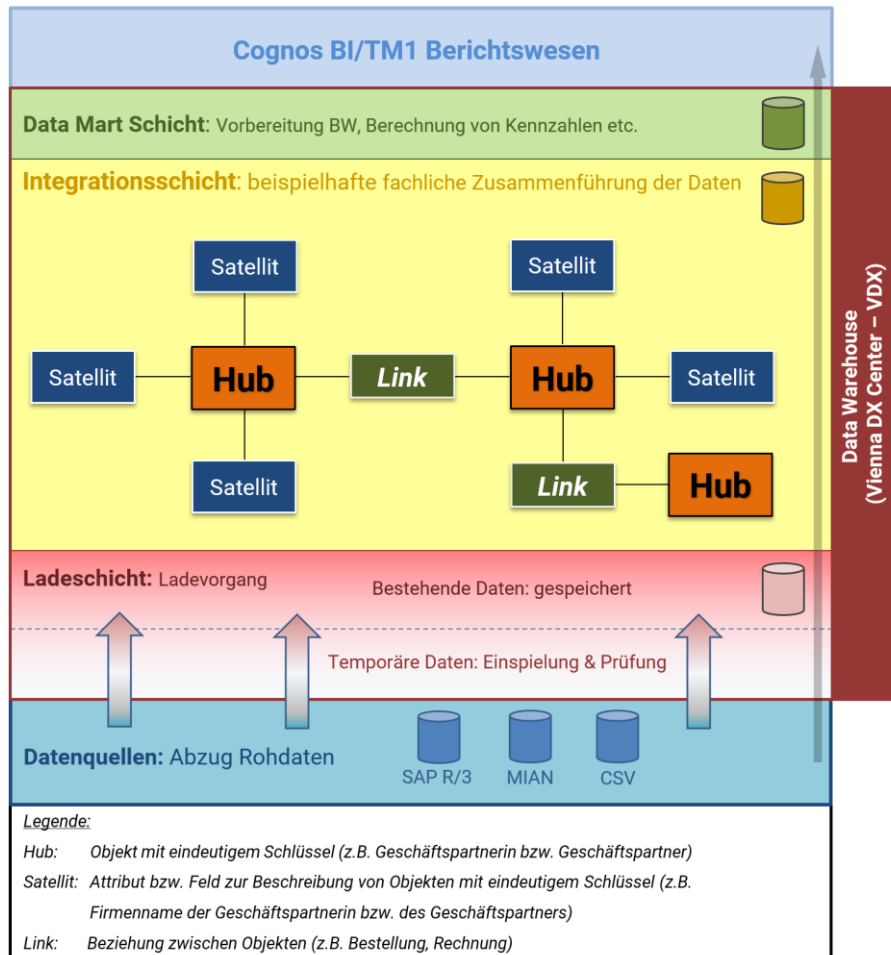 Cognos BI/TM1 Berichtswesen
Data Mart Schicht: Vorbereitung BW, Berechnung von Kennzahlen etc.
Integrationsschicht: beispielhafte fachliche Zusammenführung der Daten
Satellit
Satellit
Satellit
Hub
Link
Hub
Satellit
Satellit
Link
Hub
Data Warehouse
(Vienna DX Center – VDX)
Ladeschicht: Ladevorgang
Bestehende Daten: gespeichert
Temporäre Daten: Einspielung & Prüfung
Datenquellen: Abzug Rohdaten
SAP R/3
MIAN
CSV
Legende:
Hub: Objekt mit eindeutigem Schlüssel (z.B. Geschäftspartnerin bzw. Geschäftspartner)
Satellit: Attribut bzw. Feld zur Beschreibung von Objekten mit eindeutigem Schlüssel (z.B.
Firmenname der Geschäftspartnerin bzw. des Geschäftspartners)
Link: Beziehung zwischen Objekten (z.B. Bestellung, Rechnung)